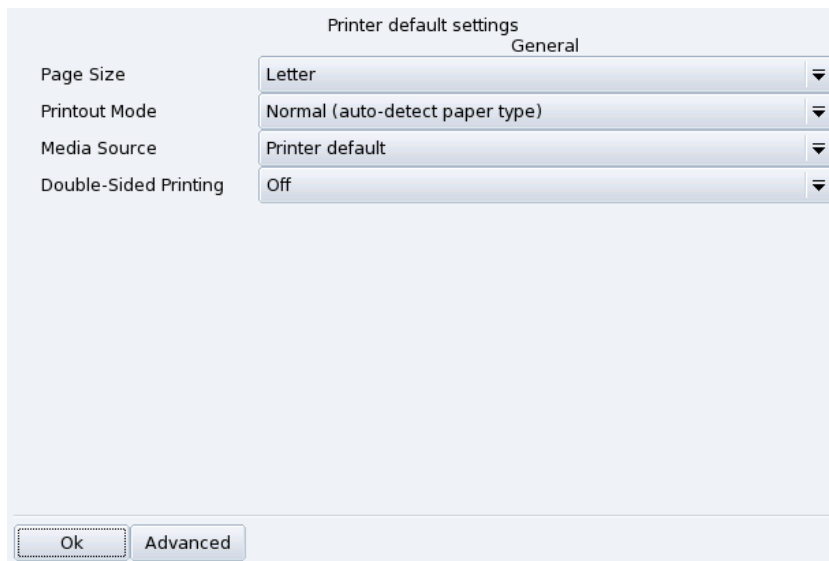 Printer default settings
General
Page Size Letter
Printout Mode Normal (auto-detect paper type)
Media Source Printer default
Double-Sided Printing Off
Ok Advanced